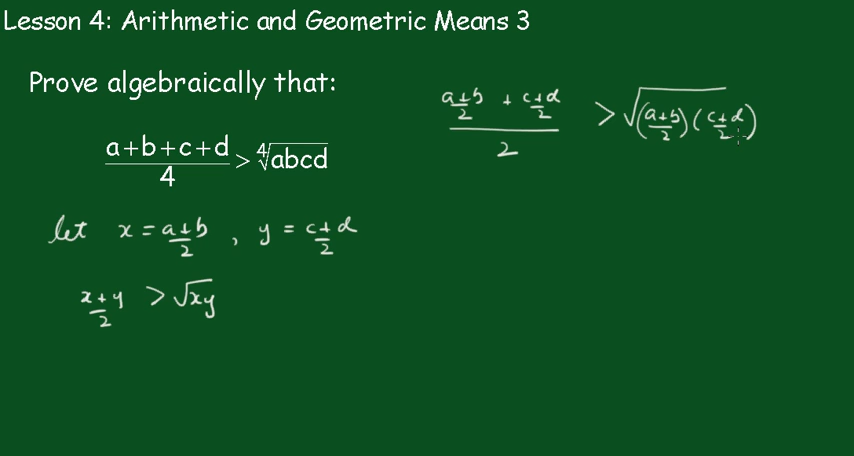 Lesson 4: Arithmetic and Geometric Means 3
Prove algebraically that:
(a+b+c+d)/4 > ∜abcd
let x = (a+b)/2 , y = (c+d)/2
(x+y)/2 > √xy
((a+b)/2 + (c+d)/2)/2 > √((a+b)/2)((c+d)/2)